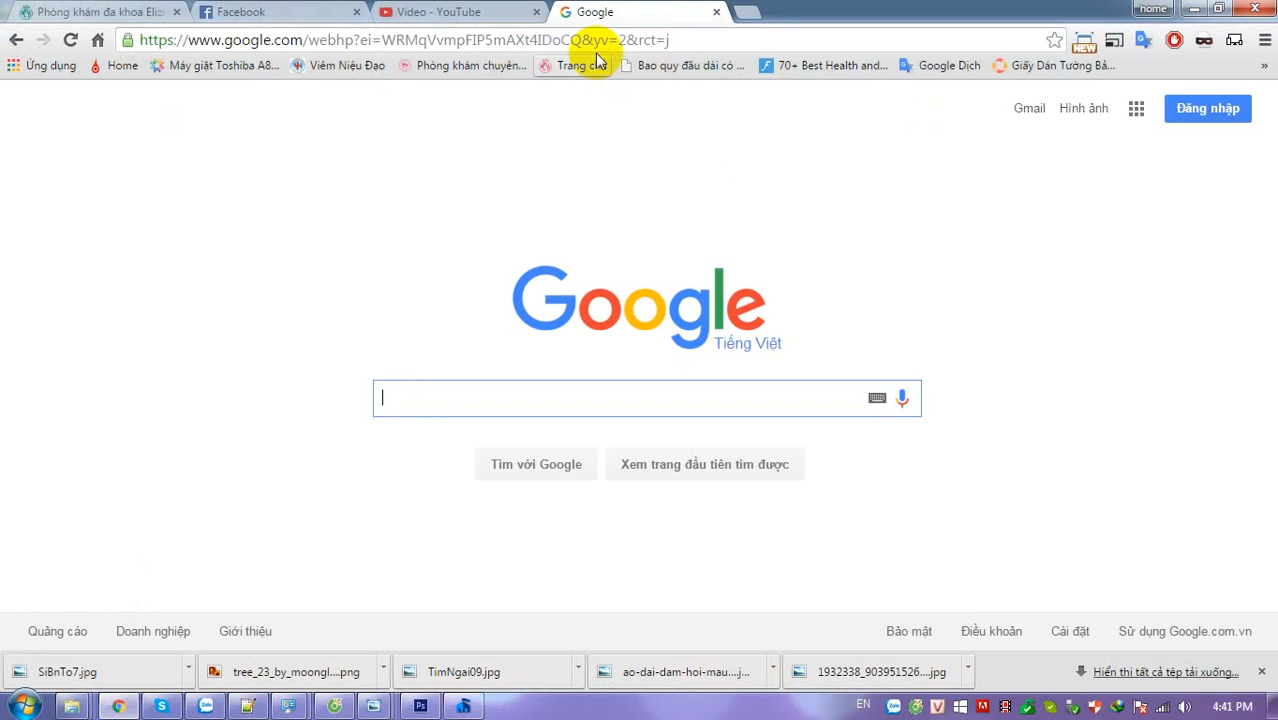 Phòng khám đa khoa Eliza
Facebook
Video - YouTube
Google
home
https://www.google.com/webhp?ei=WRMqVvmpFIP5mAXt4IDoCQ&yv=2&rct=j
NEW
Ứng dụng
Home
Máy giặt Toshiba A8...
Viêm Niệu Đạo
Phòng khám chuyên...
Trang chủ
Bao quy đầu dài có ...
70+ Best Health and...
Google Dịch
Giấy Dán Tường Bả...
»
Gmail
Hình ảnh
Đăng nhập
Google
Tiếng Việt
Tìm với Google
Xem trang đầu tiên tìm được
Quảng cáo
Doanh nghiệp
Giới thiệu
Bảo mật
Điều khoản
Cài đặt
Sử dụng Google.com.vn
SiBnTo7.jpg
tree_23_by_moongl....png
TimNgai09.jpg
ao-dai-dam-hoi-mau....j...
1932338_903951526...jpg
Hiển thị tất cả tệp tải xuống...
Ps
EN
4:41 PM